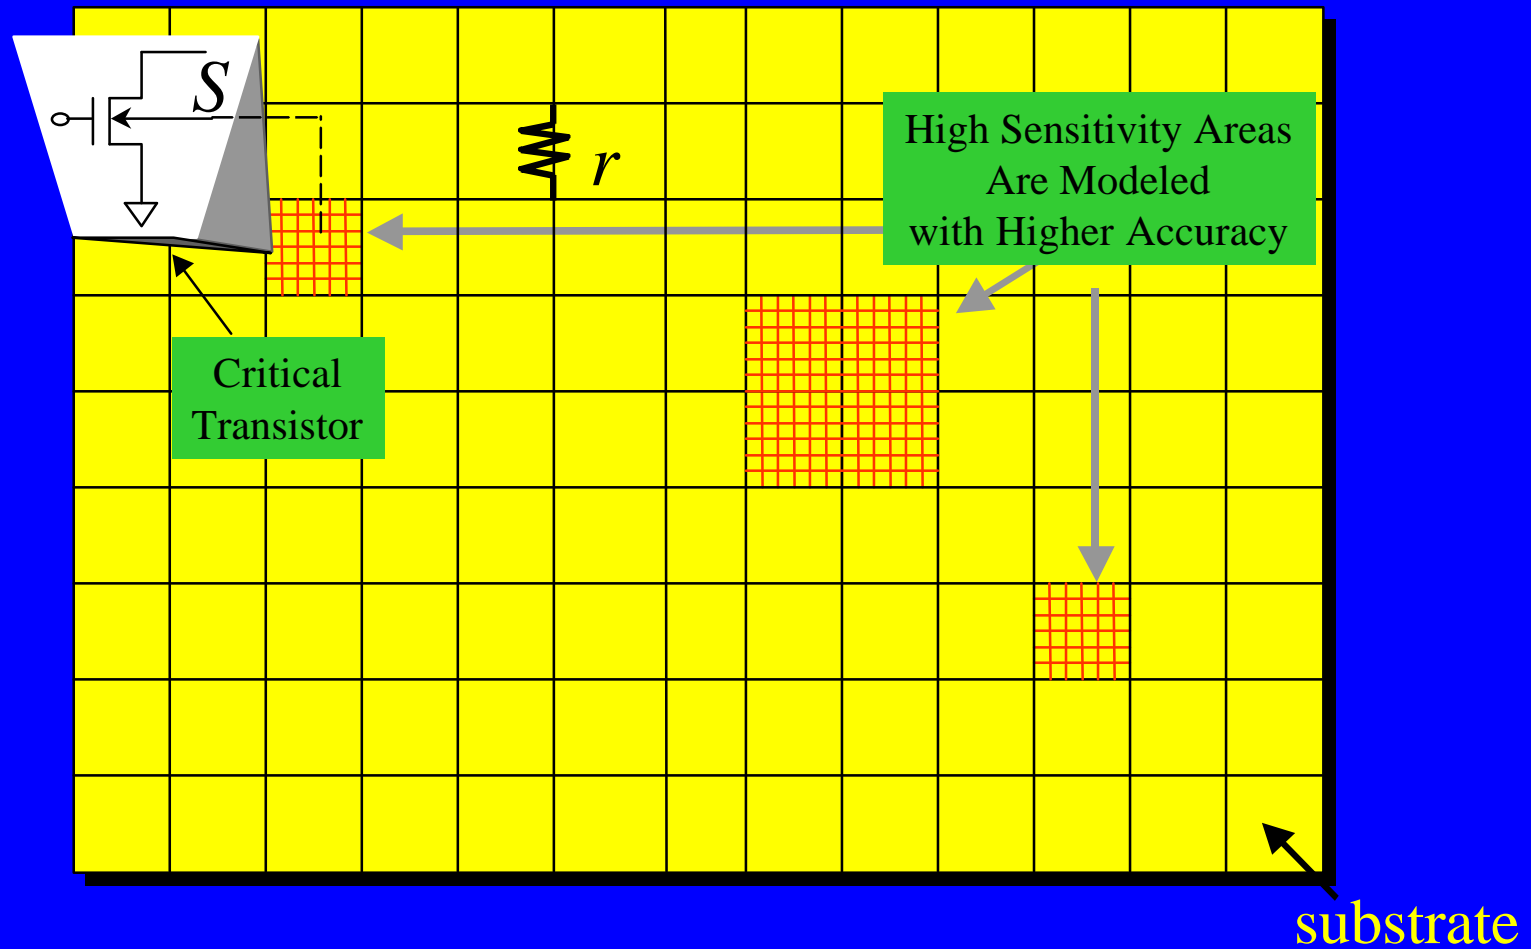 S
r
High Sensitivity Areas
Are Modeled
with Higher Accuracy
Critical
Transistor
substrate